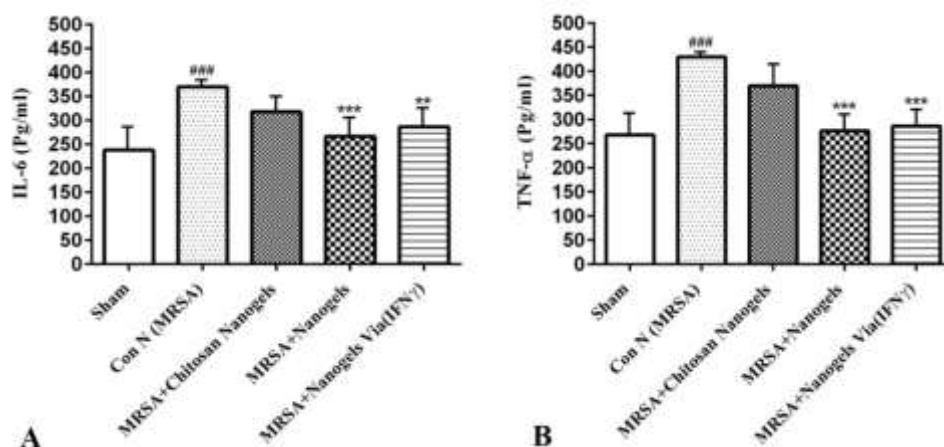 IL-6 (Pg/ml)
500
450
400
350
300
250
200
150
100
50
0
###
***
**
Sham
Con N (MRSA)
MRSA+Chitosan Nanogels
MRSA+Nanogels
MRSA+Nanogels Via(IFNγ)
A
TNF-α (Pg/ml)
500
450
400
350
300
250
200
150
100
50
0
###
***
***
Sham
Con N (MRSA)
MRSA+Chitosan Nanogels
MRSA+Nanogels
MRSA+Nanogels Via(IFNγ)
B